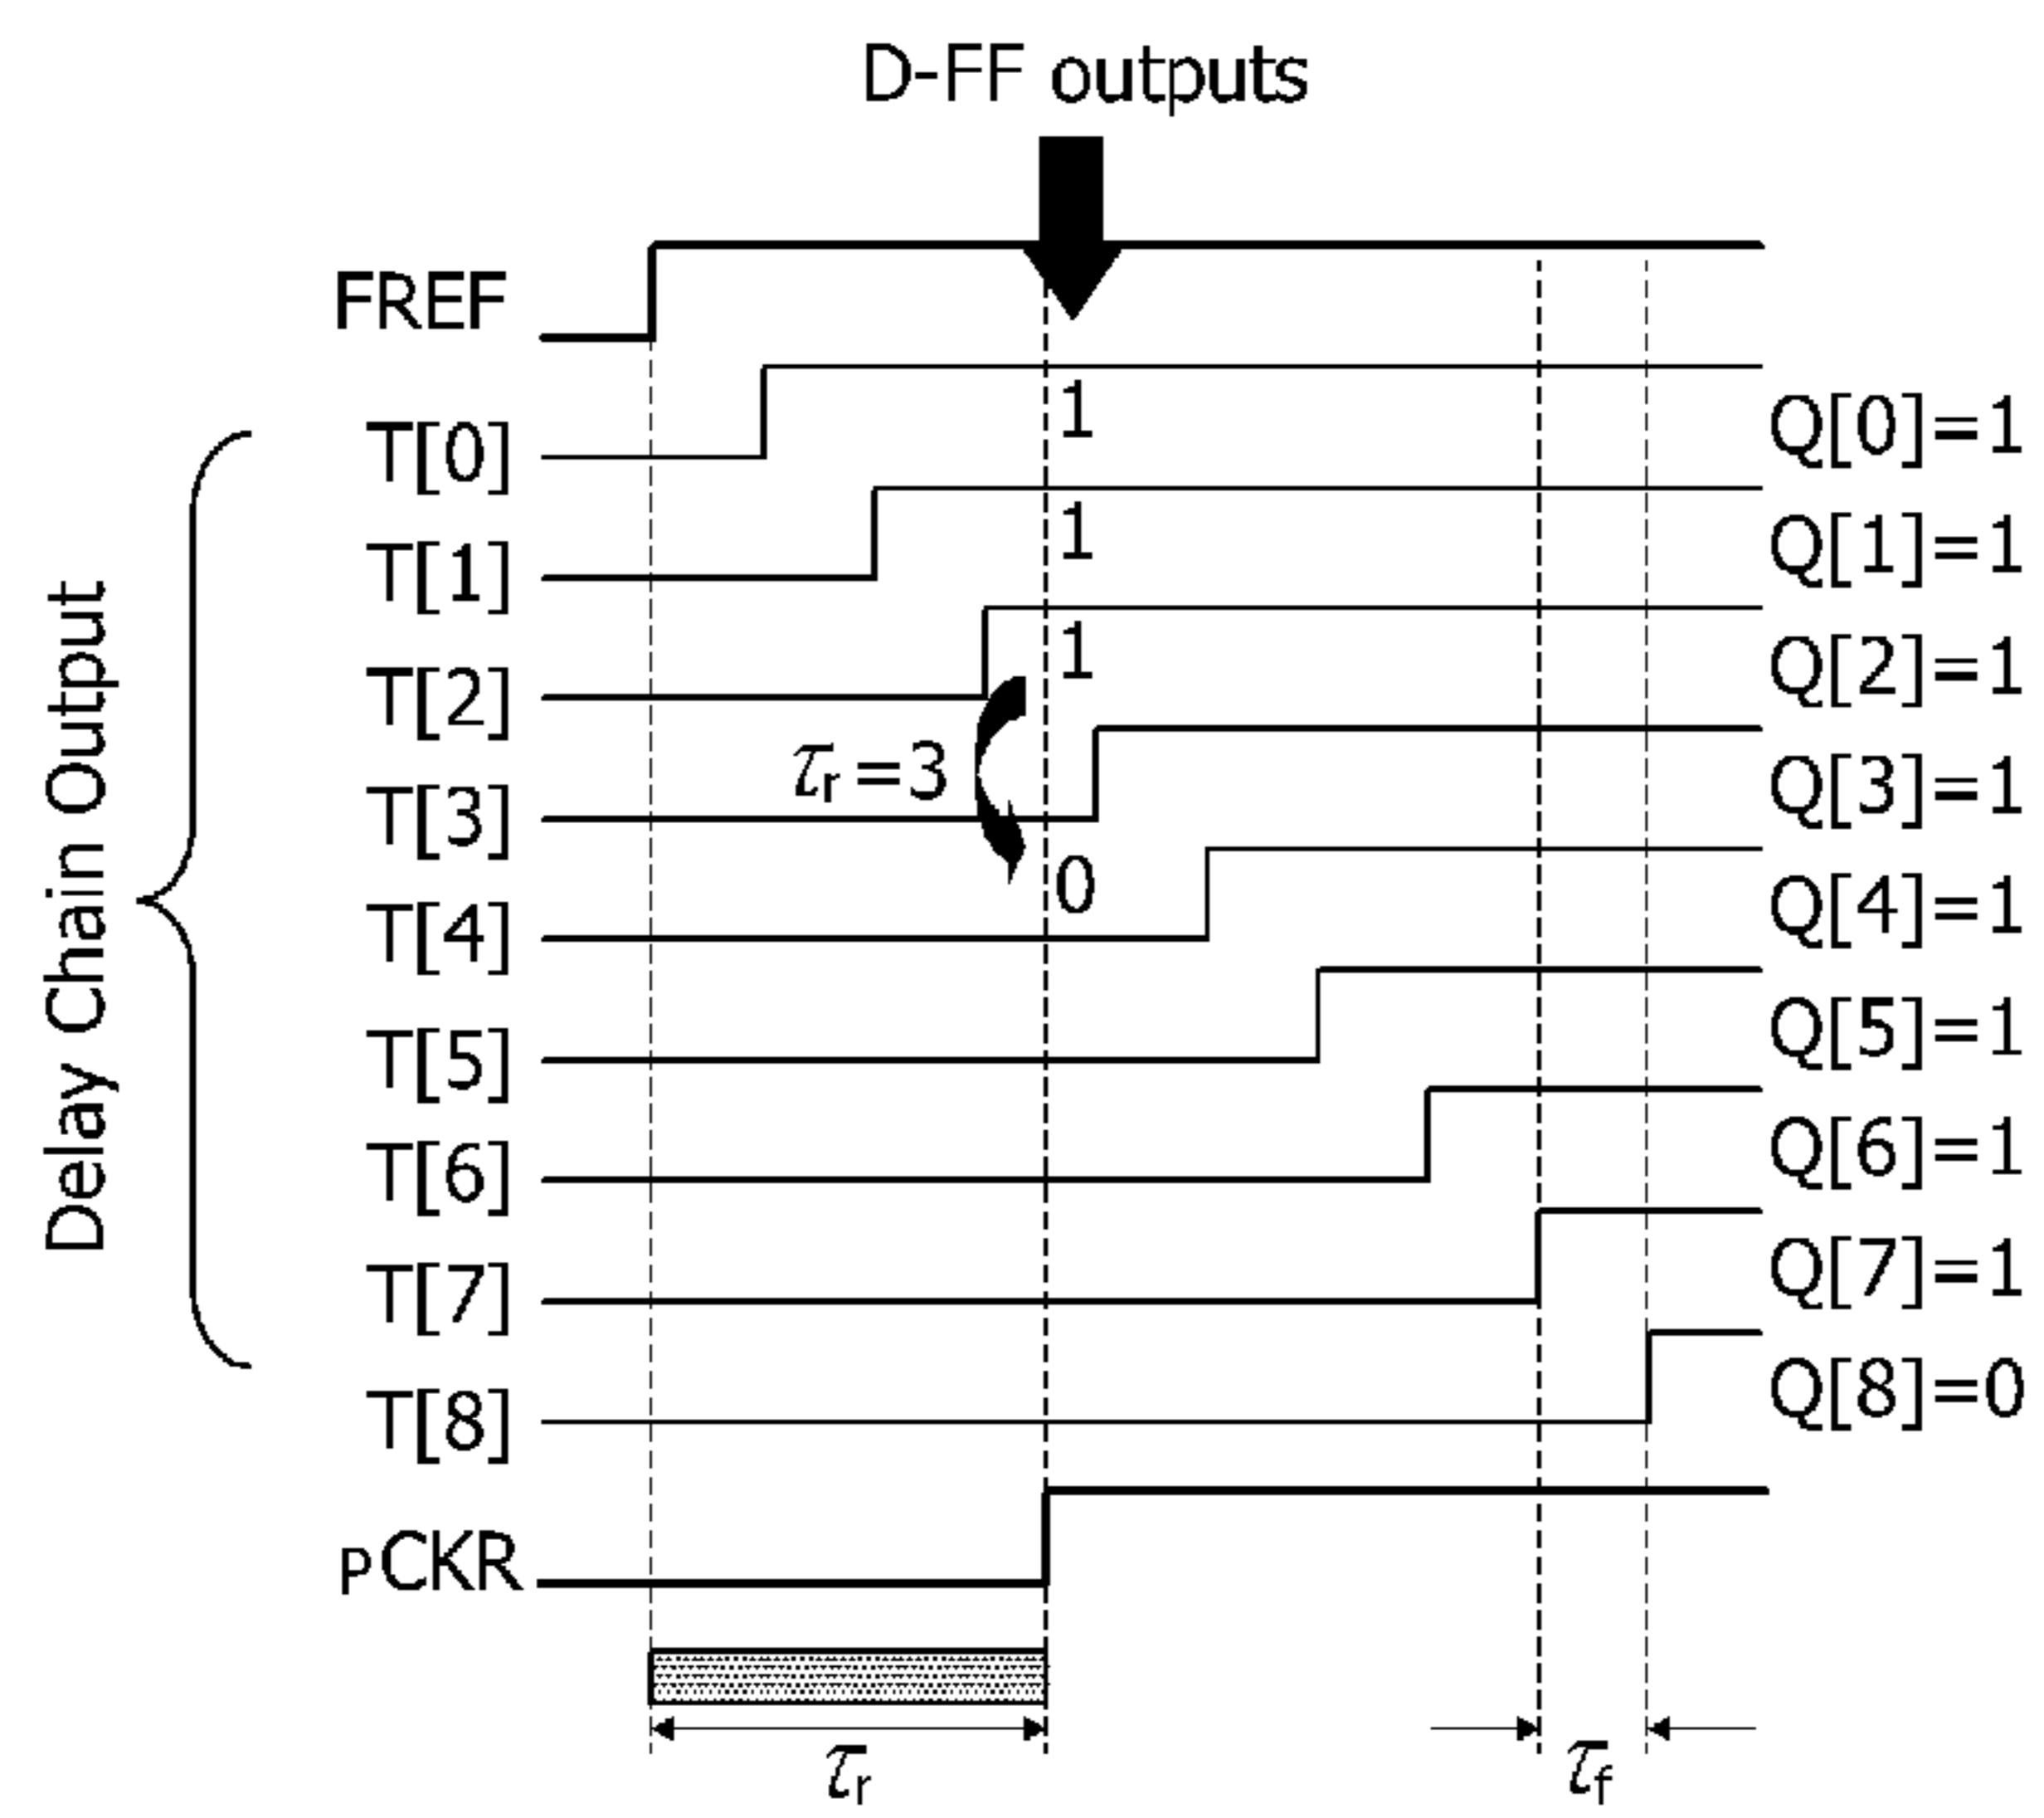 D-FF outputs
FREF
T[0] 1 Q[0]=1
T[1] 1 Q[1]=1
T[2] 1 Q[2]=1
τr=3
T[3] Q[3]=1
0
T[4] Q[4]=1
T[5] Q[5]=1
T[6] Q[6]=1
T[7] Q[7]=1
T[8] Q[8]=0
Delay Chain Output
pCKR
τr τf